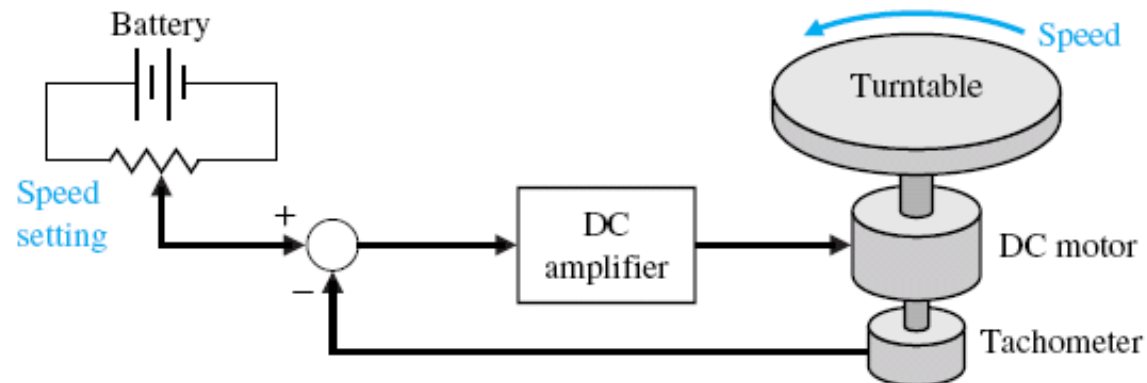 Battery
Speed
Turntable
Speed
setting
+
−
DC
amplifier
DC motor
Tachometer